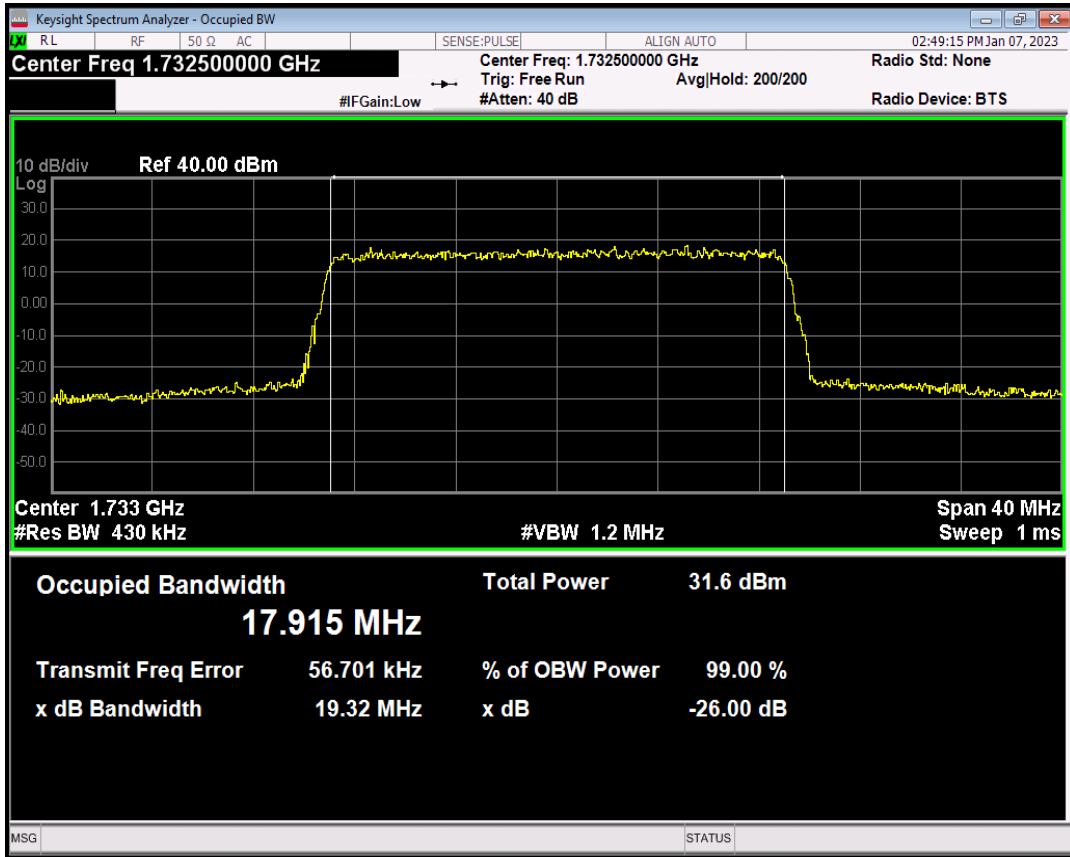 Keysight Spectrum Analyzer - Occupied BW
LXI RL RF 50 Ω AC SENSE:PULSE ALIGN AUTO 02:49:15 PM Jan 07, 2023
Center Freq 1.732500000 GHz Center Freq: 1.732500000 GHz Radio Std: None
Trig: Free Run Avg|Hold: 200/200
#IFGain:Low #Atten: 40 dB Radio Device: BTS
10 dB/div Ref 40.00 dBm
Log
30.0
20.0
10.0
0.00
-10.0
-20.0
-30.0
-40.0
-50.0
Center 1.733 GHz Span 40 MHz
#Res BW 430 kHz #VBW 1.2 MHz Sweep 1 ms
Occupied Bandwidth Total Power 31.6 dBm
17.915 MHz
Transmit Freq Error 56.701 kHz % of OBW Power 99.00 %
x dB Bandwidth 19.32 MHz x dB -26.00 dB
MSG STATUS